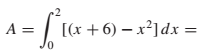 A = ∫₀² [(x + 6) − x²] dx =